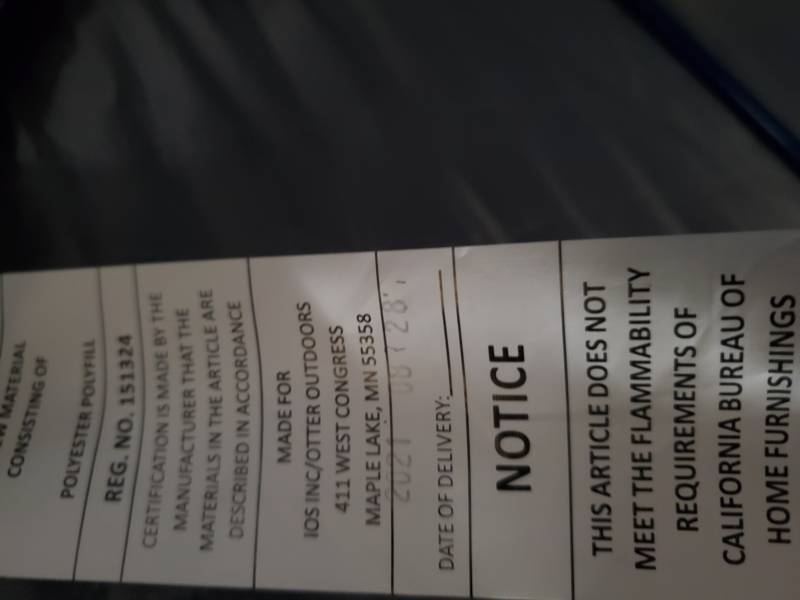 MATERIAL
CONSISTING OF
POLYESTER POLYFILL
REG. NO. 151324
CERTIFICATION IS MADE BY THE
MANUFACTURER THAT THE
MATERIALS IN THE ARTICLE ARE
DESCRIBED IN ACCORDANCE
MADE FOR
IOS INC/OTTER OUTDOORS
411 WEST CONGRESS
MAPLE LAKE, MN 55358
2021
DATE OF DELIVERY:
NOTICE
THIS ARTICLE DOES NOT
MEET THE FLAMMABILITY
REQUIREMENTS OF
CALIFORNIA BUREAU OF
HOME FURNISHINGS